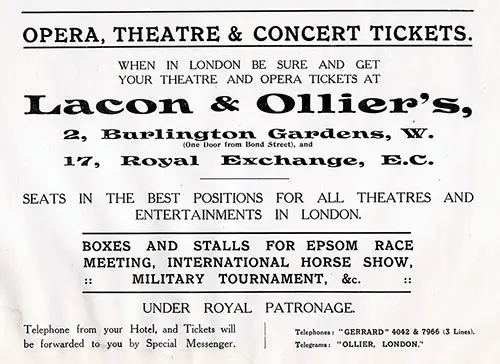 OPERA, THEATRE & CONCERT TICKETS.
WHEN IN LONDON BE SURE AND GET
YOUR THEATRE AND OPERA TICKETS AT
Lacon & Ollier's,
2, Burlington Gardens, W.
(One Door from Bond Street), and
17, Royal Exchange, E.C.
SEATS IN THE BEST POSITIONS FOR ALL THEATRES AND
ENTERTAINMENTS IN LONDON.
BOXES AND STALLS FOR EPSOM RACE
MEETING, INTERNATIONAL HORSE SHOW,
:: MILITARY TOURNAMENT, &c. ::
UNDER ROYAL PATRONAGE.
Telephone from your Hotel, and Tickets will
be forwarded to you by Special Messenger.
Telephones: "GERRARD" 4042 & 7966 (3 Lines).
Telegrams: "OLLIER, LONDON."